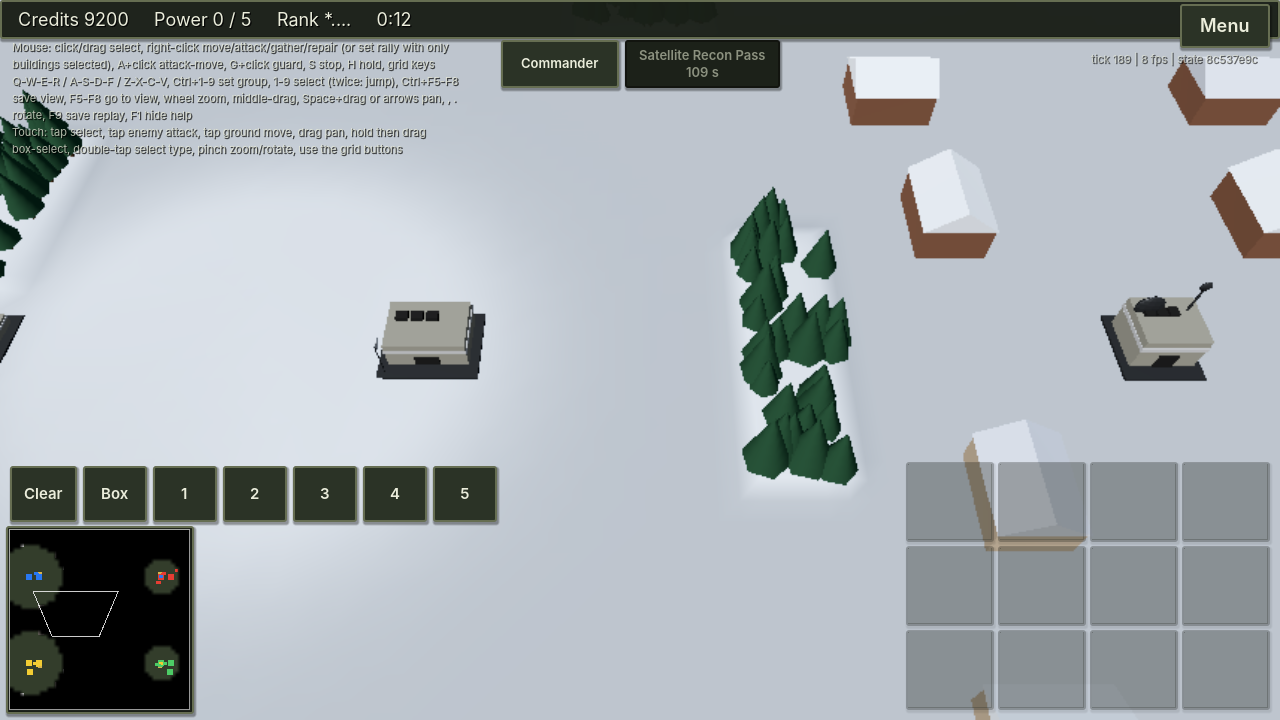 Credits 9200 Power 0 / 5 Rank *.... 0:12
Menu
Mouse: click/drag select, right-click move/attack/gather/repair (or set rally with only
buildings selected), A+click attack-move, G+click guard, S stop, H hold, grid keys
Q-W-E-R / A-S-D-F / Z-X-C-V, Ctrl+1-9 set group, 1-9 select (twice: jump), Ctrl+F5-F8
save view, F5-F8 go to view, wheel zoom, middle-drag, Space+drag or arrows pan, , .
rotate, F9 save replay, F1 hide help
Touch: tap select, tap enemy attack, tap ground move, drag pan, hold then drag
box-select, double-tap select type, pinch zoom/rotate, use the grid buttons
Commander
Satellite Recon Pass
109 s
tick 189 | 8 fps | state 8c537e9c
Clear Box 1 2 3 4 5